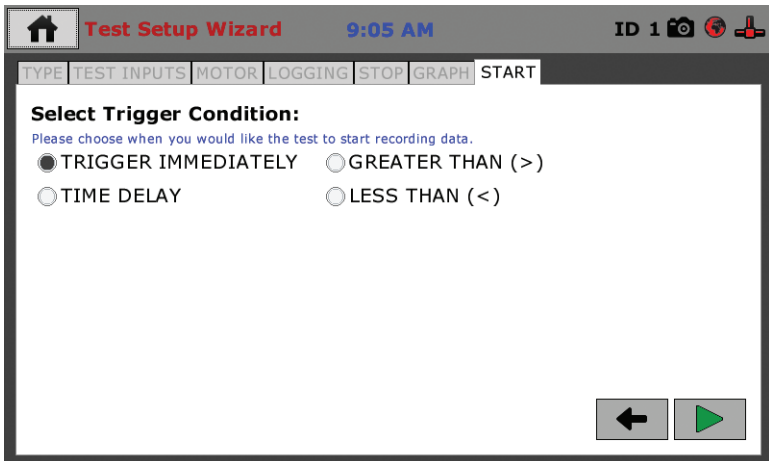 Test Setup Wizard 9:05 AM ID 1
TYPE TEST INPUTS MOTOR LOGGING STOP GRAPH START
Select Trigger Condition:
Please choose when you would like the test to start recording data.
TRIGGER IMMEDIATELY GREATER THAN (>)
TIME DELAY LESS THAN (<)